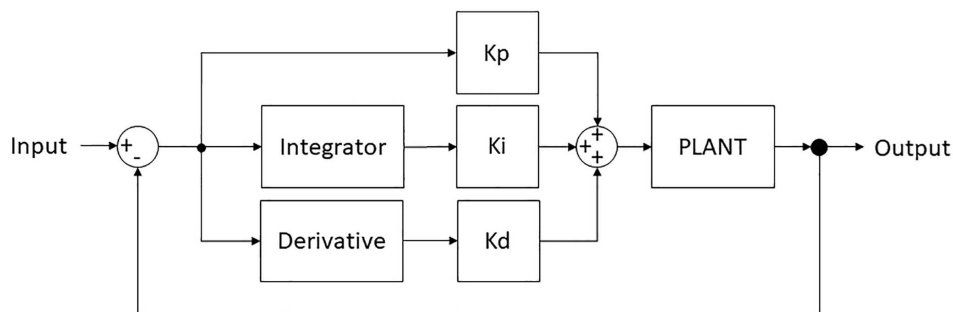 Kp
Input
+
-
Integrator
Ki
+
+
+
PLANT
Output
Derivative
Kd